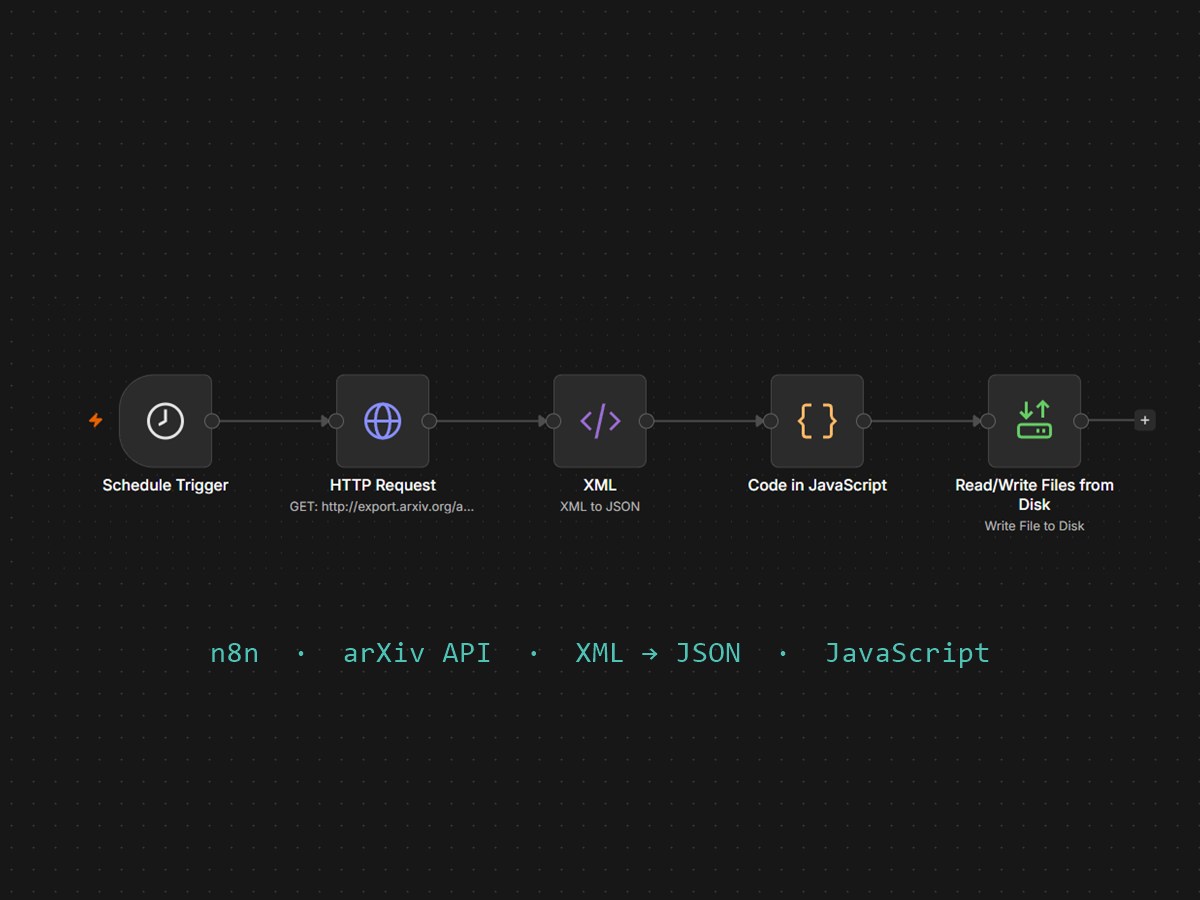 Schedule Trigger
HTTP Request
GET: http://export.arxiv.org/a...
XML
XML to JSON
Code in JavaScript
Read/Write Files from
Disk
Write File to Disk
n8n · arXiv API · XML → JSON · JavaScript